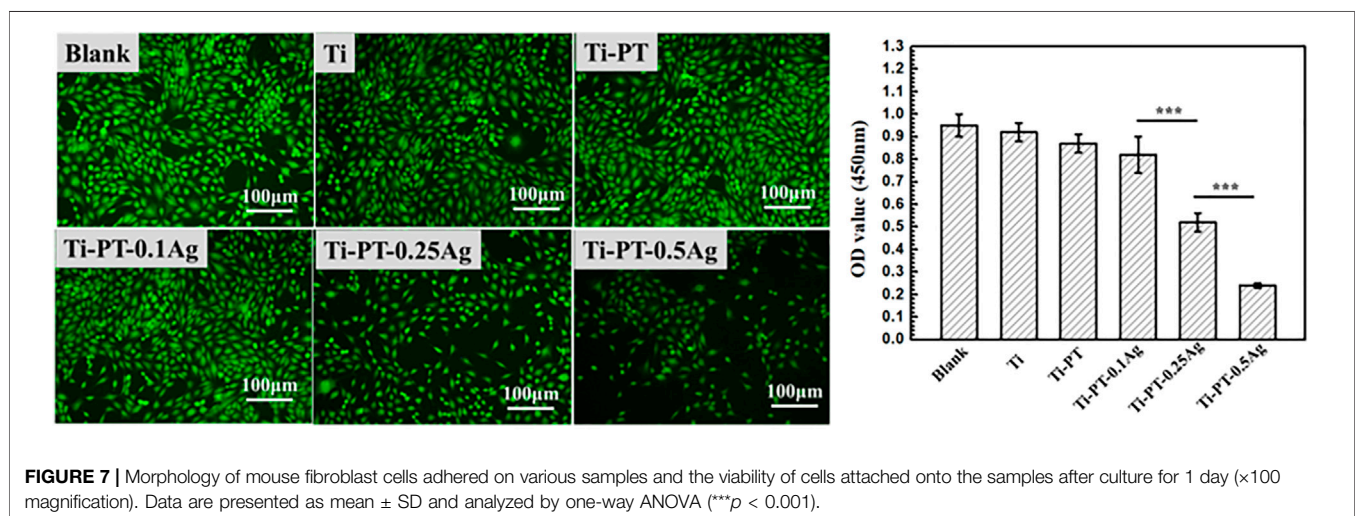 Blank
100μm
Ti
100μm
Ti-PT
100μm
Ti-PT-0.1Ag
100μm
Ti-PT-0.25Ag
100μm
Ti-PT-0.5Ag
100μm
OD value (450nm)
1.3
1.2
1.1
1.0
0.9
0.8
0.7
0.6
0.5
0.4
0.3
0.2
0.1
0.0
***
***
Blank
Ti
Ti-PT
Ti-PT-0.1Ag
Ti-PT-0.25Ag
Ti-PT-0.5Ag
FIGURE 7 | Morphology of mouse fibroblast cells adhered on various samples and the viability of cells attached onto the samples after culture for 1 day (×100
magnification). Data are presented as mean ± SD and analyzed by one-way ANOVA (***p < 0.001).